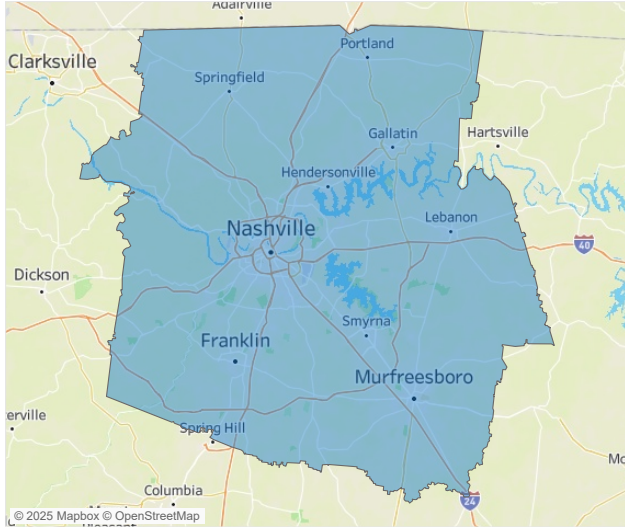 Adairville
Portland
Clarksville
Springfield
Gallatin
Hartsville
Hendersonville
Lebanon
Nashville
40
Dickson
Smyrna
Franklin
Murfreesboro
erville
Spring Hill
Mo
Columbia
24
© 2025 Mapbox © OpenStreetMap